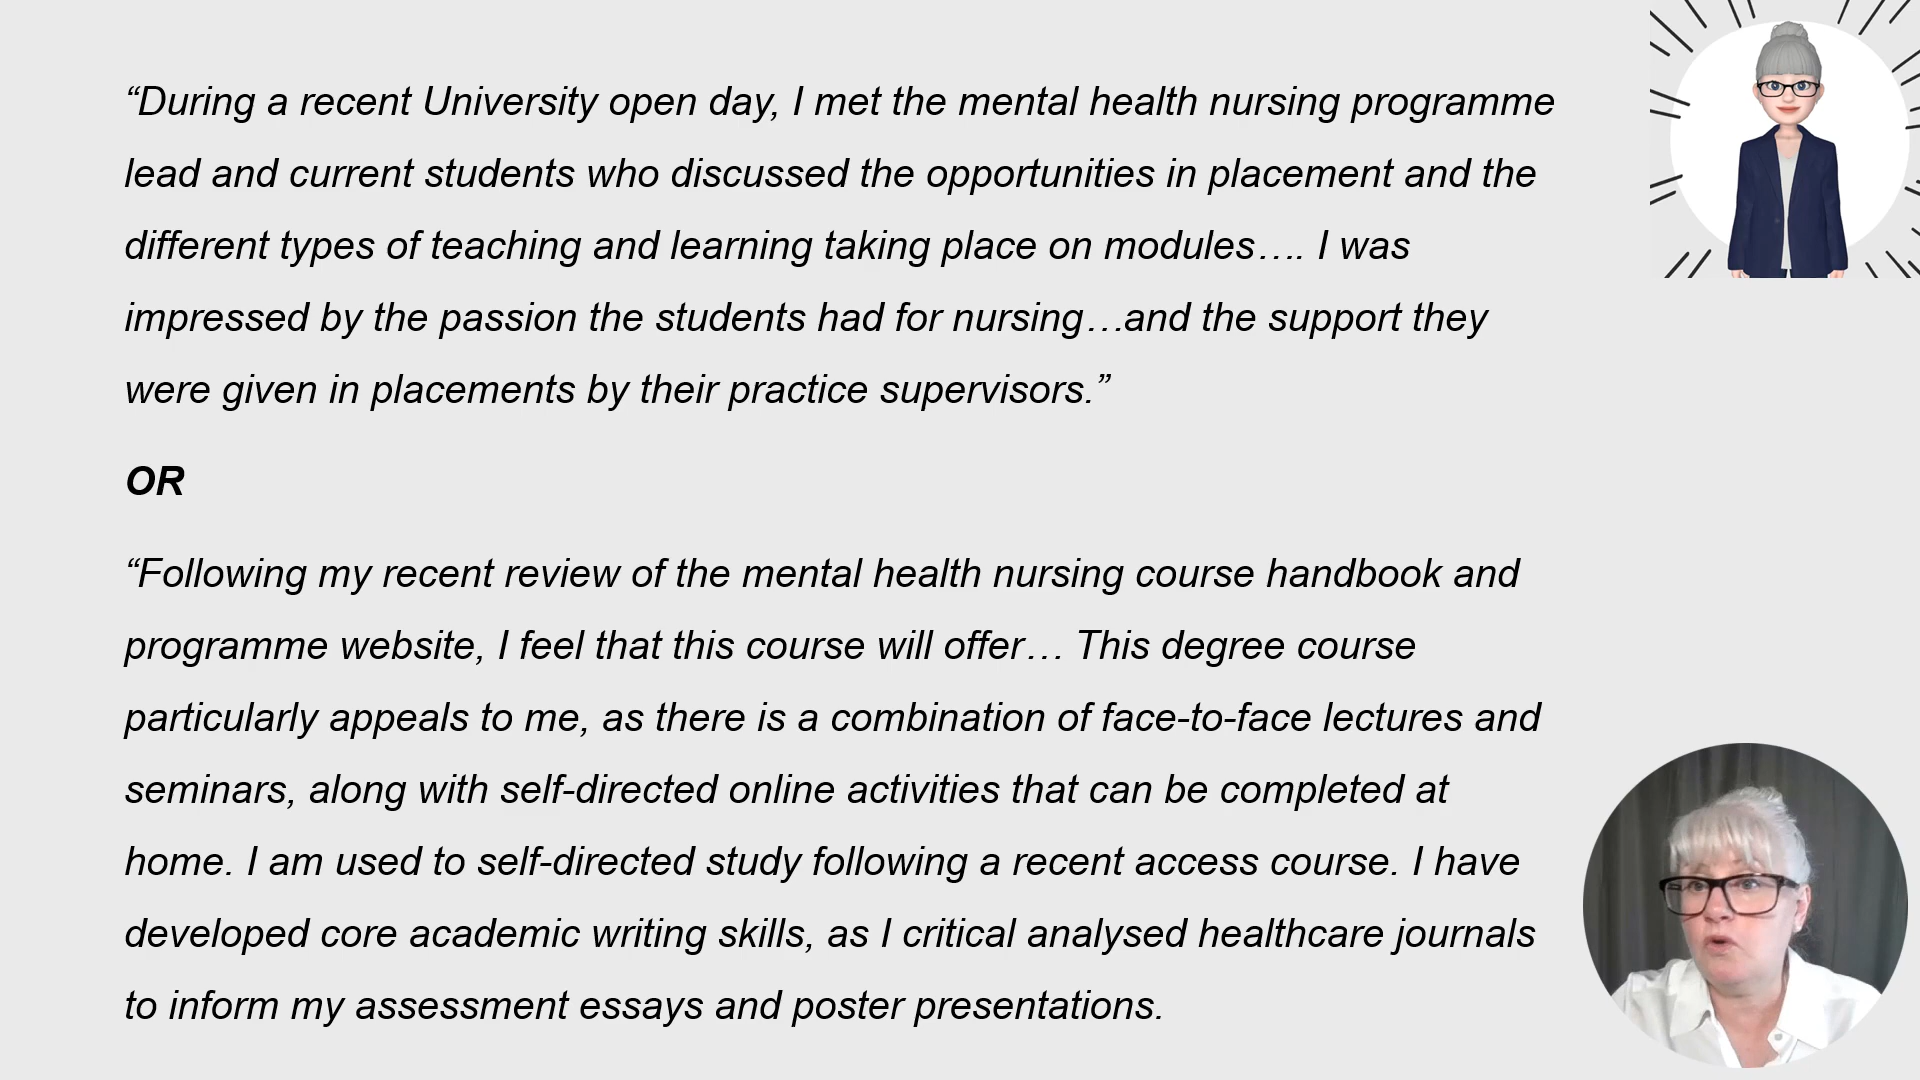 “During a recent University open day, I met the mental health nursing programme
lead and current students who discussed the opportunities in placement and the
different types of teaching and learning taking place on modules…. I was
impressed by the passion the students had for nursing…and the support they
were given in placements by their practice supervisors.”
OR
“Following my recent review of the mental health nursing course handbook and
programme website, I feel that this course will offer… This degree course
particularly appeals to me, as there is a combination of face-to-face lectures and
seminars, along with self-directed online activities that can be completed at
home. I am used to self-directed study following a recent access course. I have
developed core academic writing skills, as I critical analysed healthcare journals
to inform my assessment essays and poster presentations.